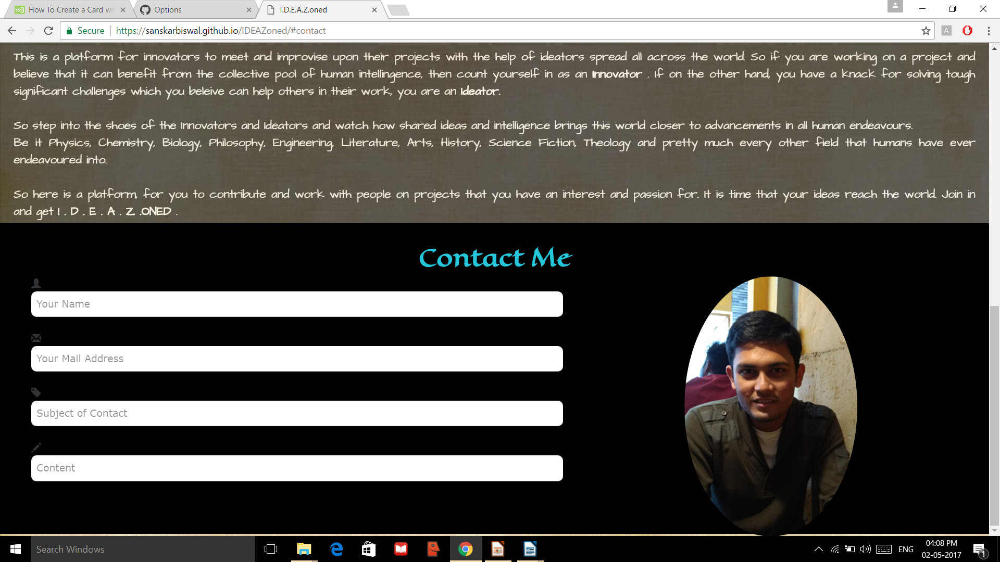 How To Create a Card wi
Options
I.D.E.A.Z.oned
Secure
https://sanskarbiswal.github.io/IDEAZoned/#contact
A
This is a platform for innovators to meet and improvise upon their projects with the help of ideators spread all across the world. So if you are working on a project and
believe that it can benefit from the collective pool of human intellingence, then count yourself in as an Innovator . If on the other hand, you have a knack for solving tough
significant challenges which you beleive can help others in their work, you are an Ideator.
So step into the shoes of the Innovators and Ideators and watch how shared ideas and intelligence brings this world closer to advancements in all human endeavours.
Be it Physics, Chemistry, Biology, Philosophy, Engineering, Literature, Arts, History, Science Fiction, Theology and pretty much every other field that humans have ever
endeavoured into.
So here is a platform, for you to contribute and work with people on projects that you have an interest and passion for. It is time that your ideas reach the world. Join in
and get I . D . E . A . Z .ONED .
Contact Me
Your Name
Your Mail Address
Subject of Contact
Content
Search Windows
ENG
04:08 PM
02-05-2017
1